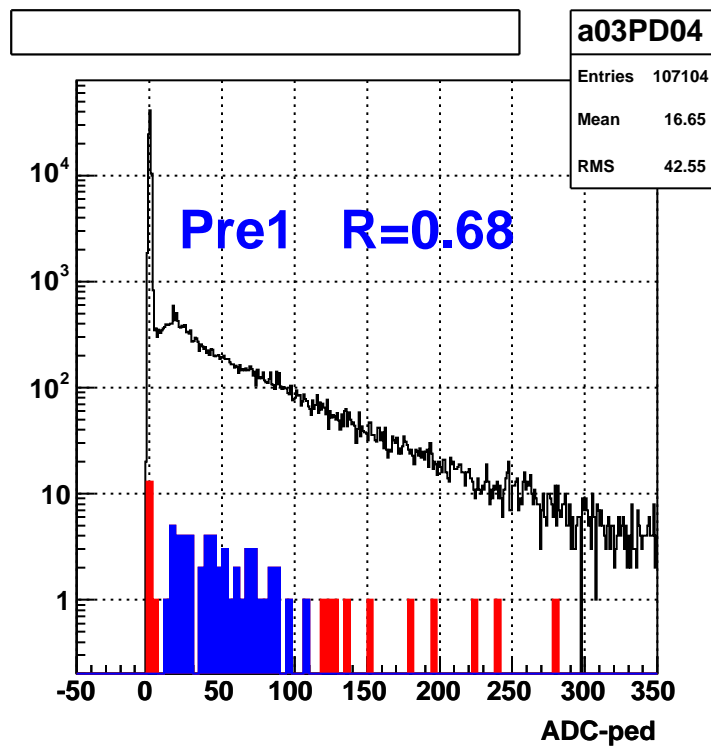 a03PD04
Entries 107104
Mean 16.65
RMS 42.55
Pre1 R=0.68
10^4
10^3
10^2
10
1
-50 0 50 100 150 200 250 300 350
ADC-ped